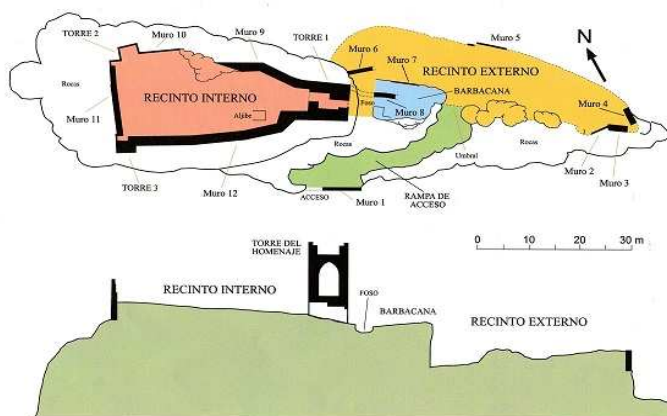 TORRE 2
Muro 10
Muro 9
TORRE 1
Muro 6
Muro 5
N
Muro 7
RECINTO EXTERNO
BARBACANA
Rocas
RECINTO INTERNO
Foso
Muro 4
Muro 11
Aljibe
Muro 8
Rocas
Umbral
Rocas
Muro 2
Muro 3
TORRE 3
Muro 12
ACCESO
Muro 1
RAMPA DE
ACCESO
TORRE DEL
HOMENAJE
0 10 20 30 m
RECINTO INTERNO
FOSO
BARBACANA
RECINTO EXTERNO